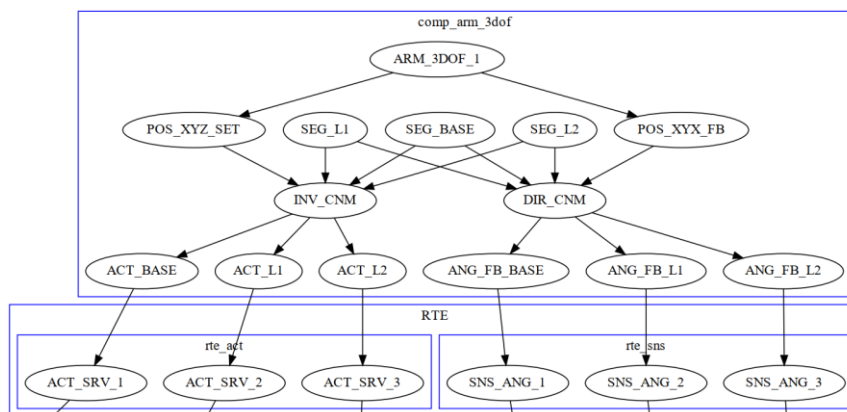 comp_arm_3dof
ARM_3DOF_1
POS_XYZ_SET
SEG_L1
SEG_BASE
SEG_L2
POS_XYX_FB
INV_CNM
DIR_CNM
ACT_BASE
ACT_L1
ACT_L2
ANG_FB_BASE
ANG_FB_L1
ANG_FB_L2
RTE
rte_act
rte_sns
ACT_SRV_1
ACT_SRV_2
ACT_SRV_3
SNS_ANG_1
SNS_ANG_2
SNS_ANG_3